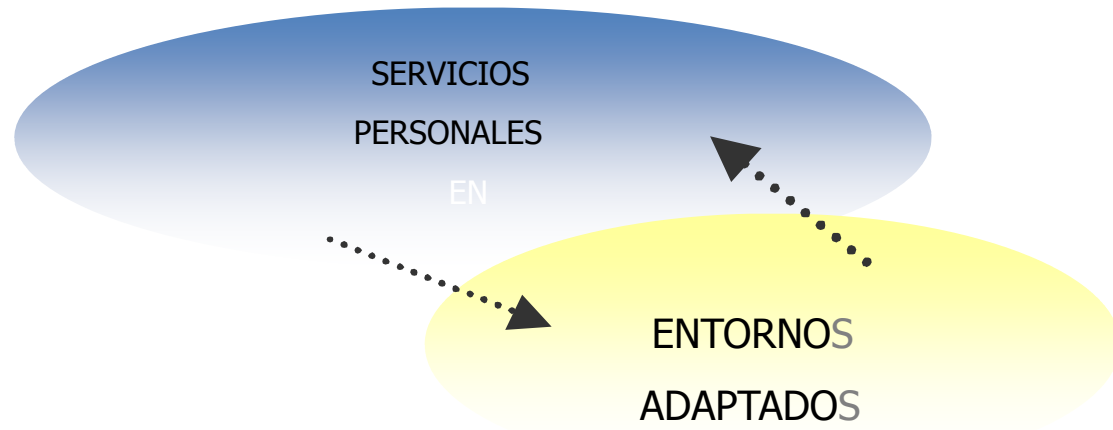 SERVICIOS
PERSONALES
EN
ENTORNOS
ADAPTADOS